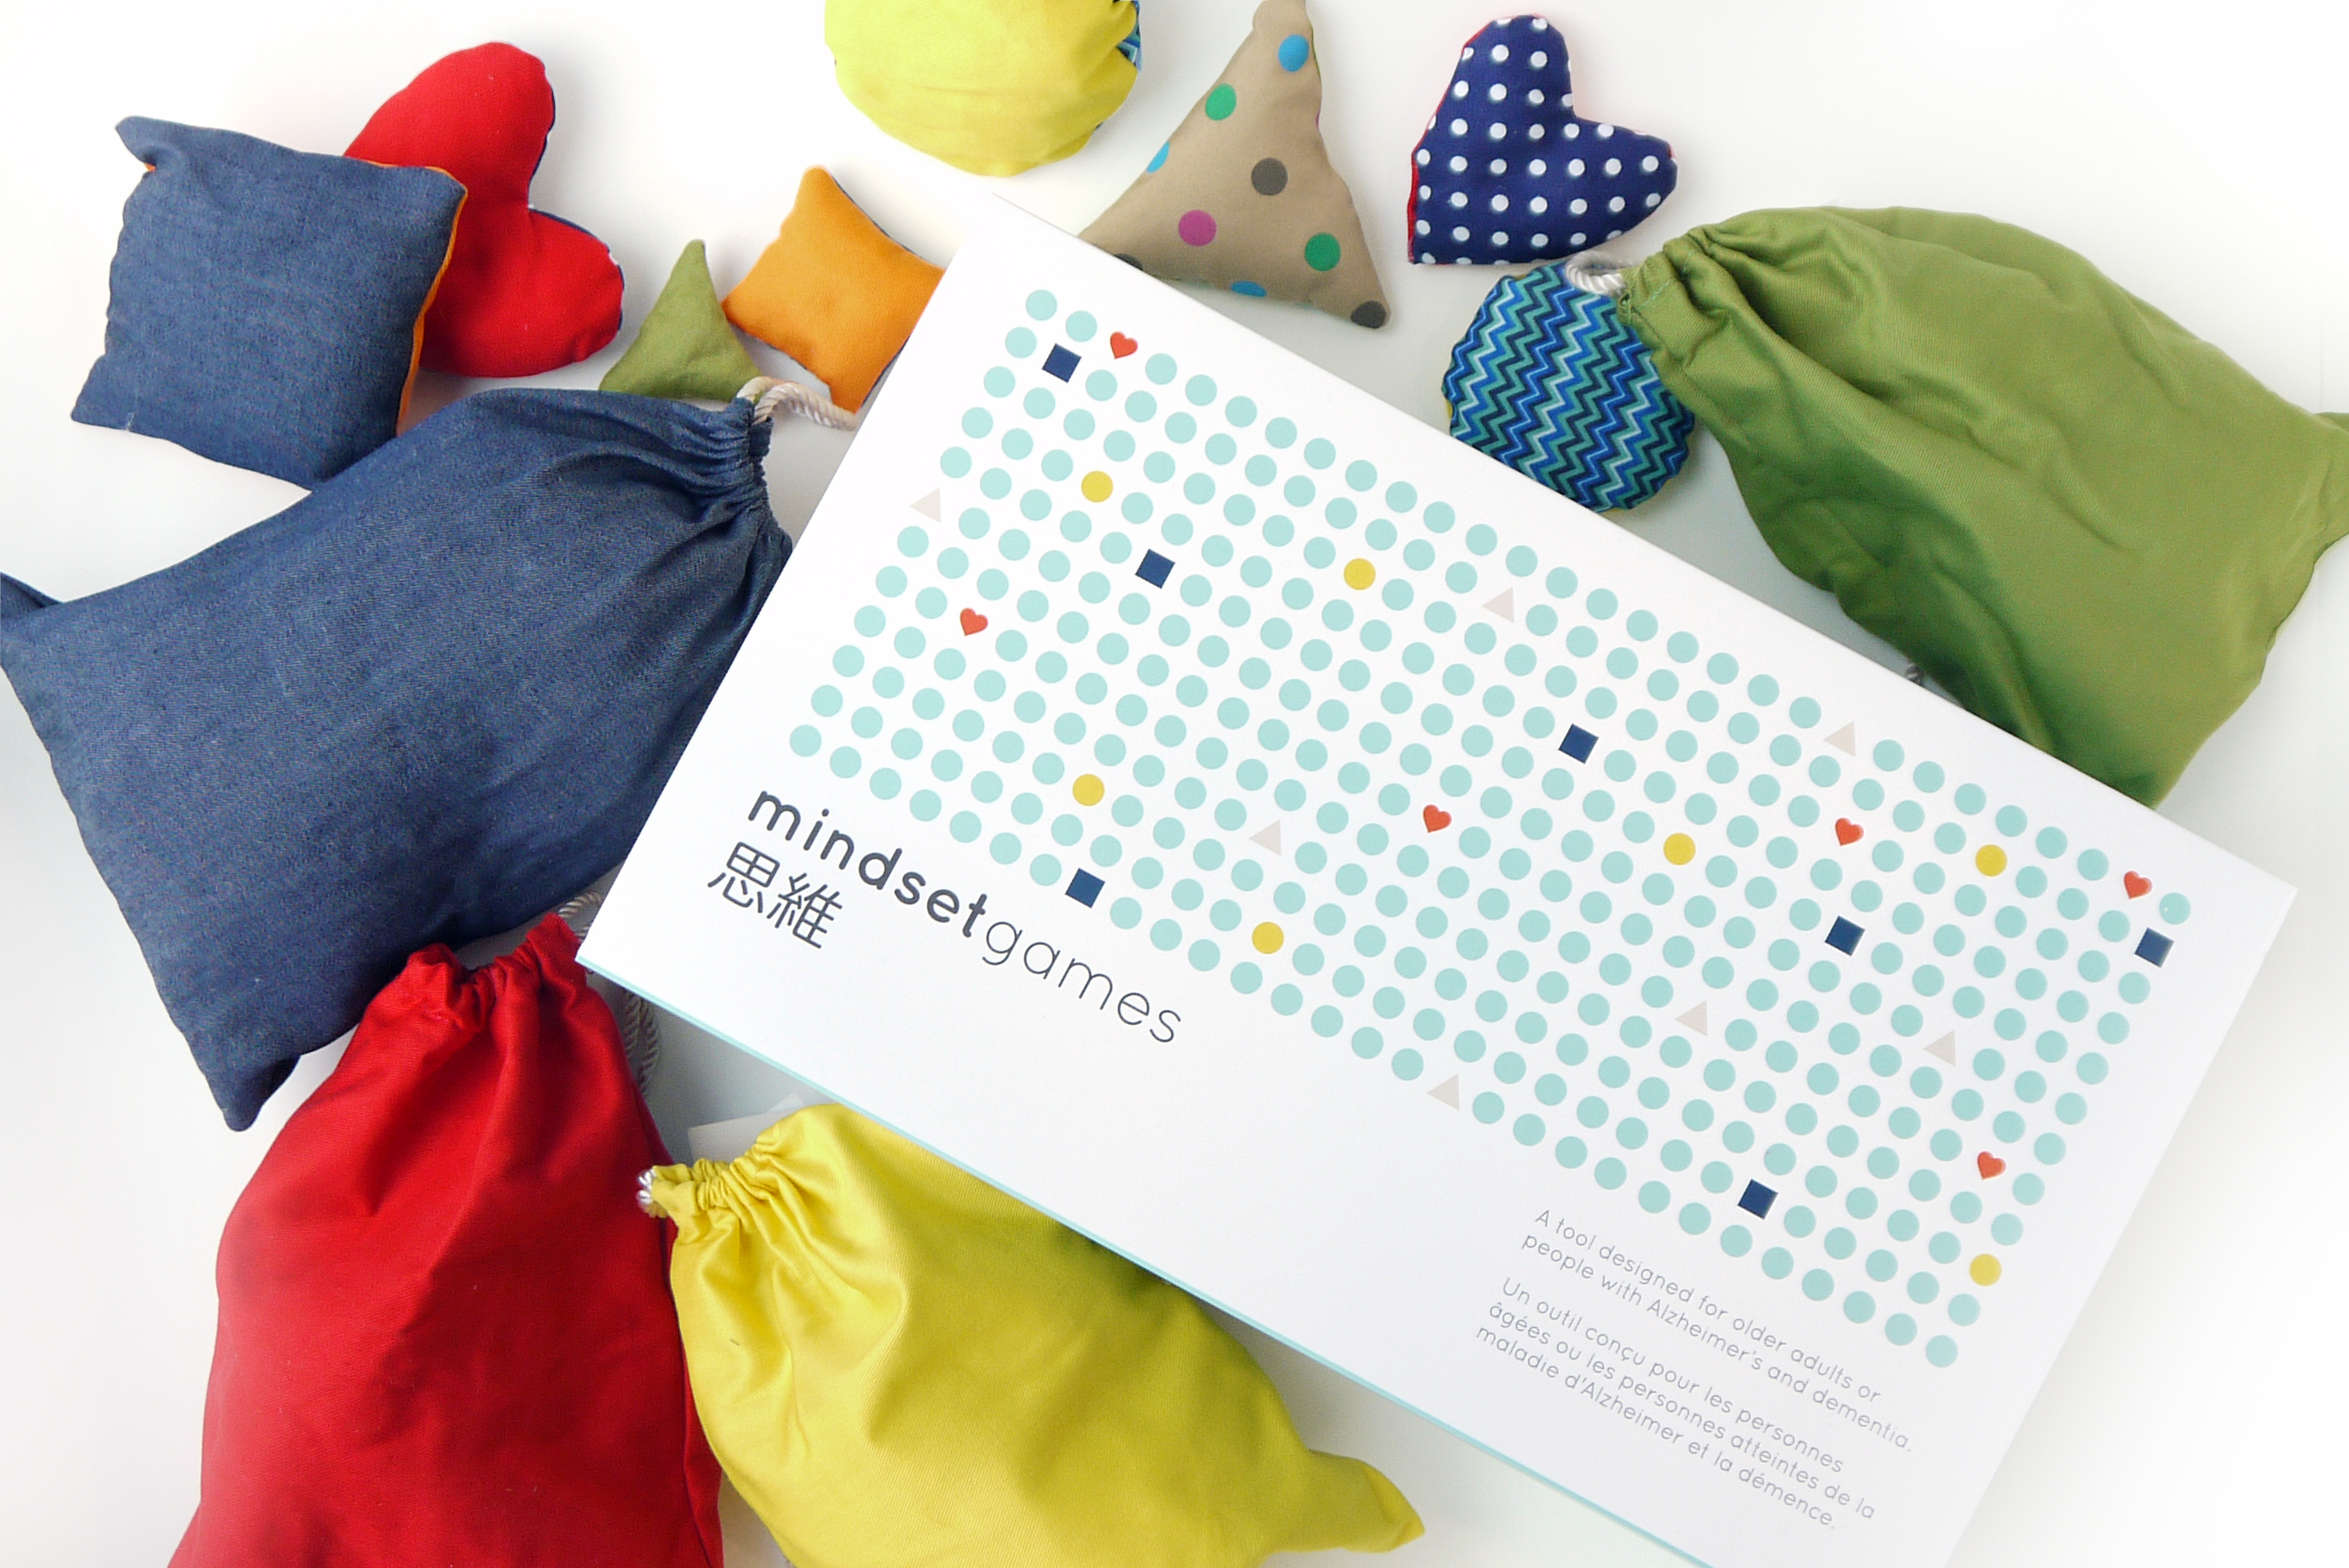 mindsetgames
思維
A tool designed for older adults or
people with Alzheimer's and dementia.
Un outil conçu pour les personnes
âgées ou les personnes atteintes de la
maladie d'Alzheimer et la démence.